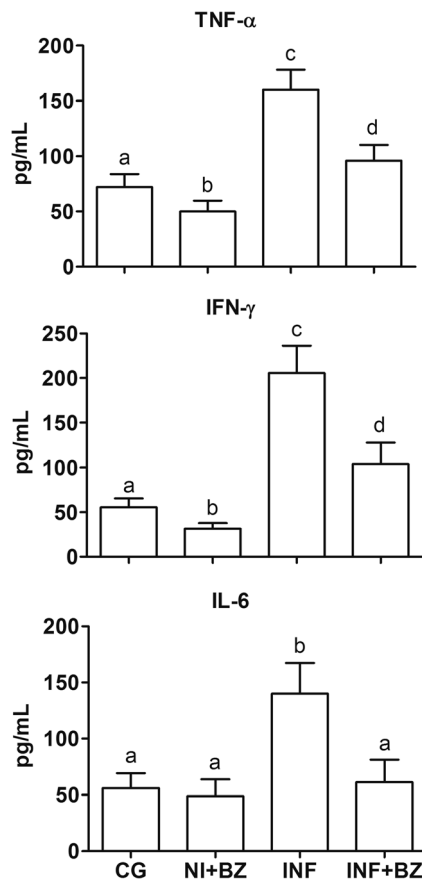 TNF-α
200
150
100
50
0
pg/mL
a
b
c
d
IFN-γ
250
200
150
100
50
0
pg/mL
a
b
c
d
IL-6
200
150
100
50
0
pg/mL
a
a
b
a
CG NI+BZ INF INF+BZ